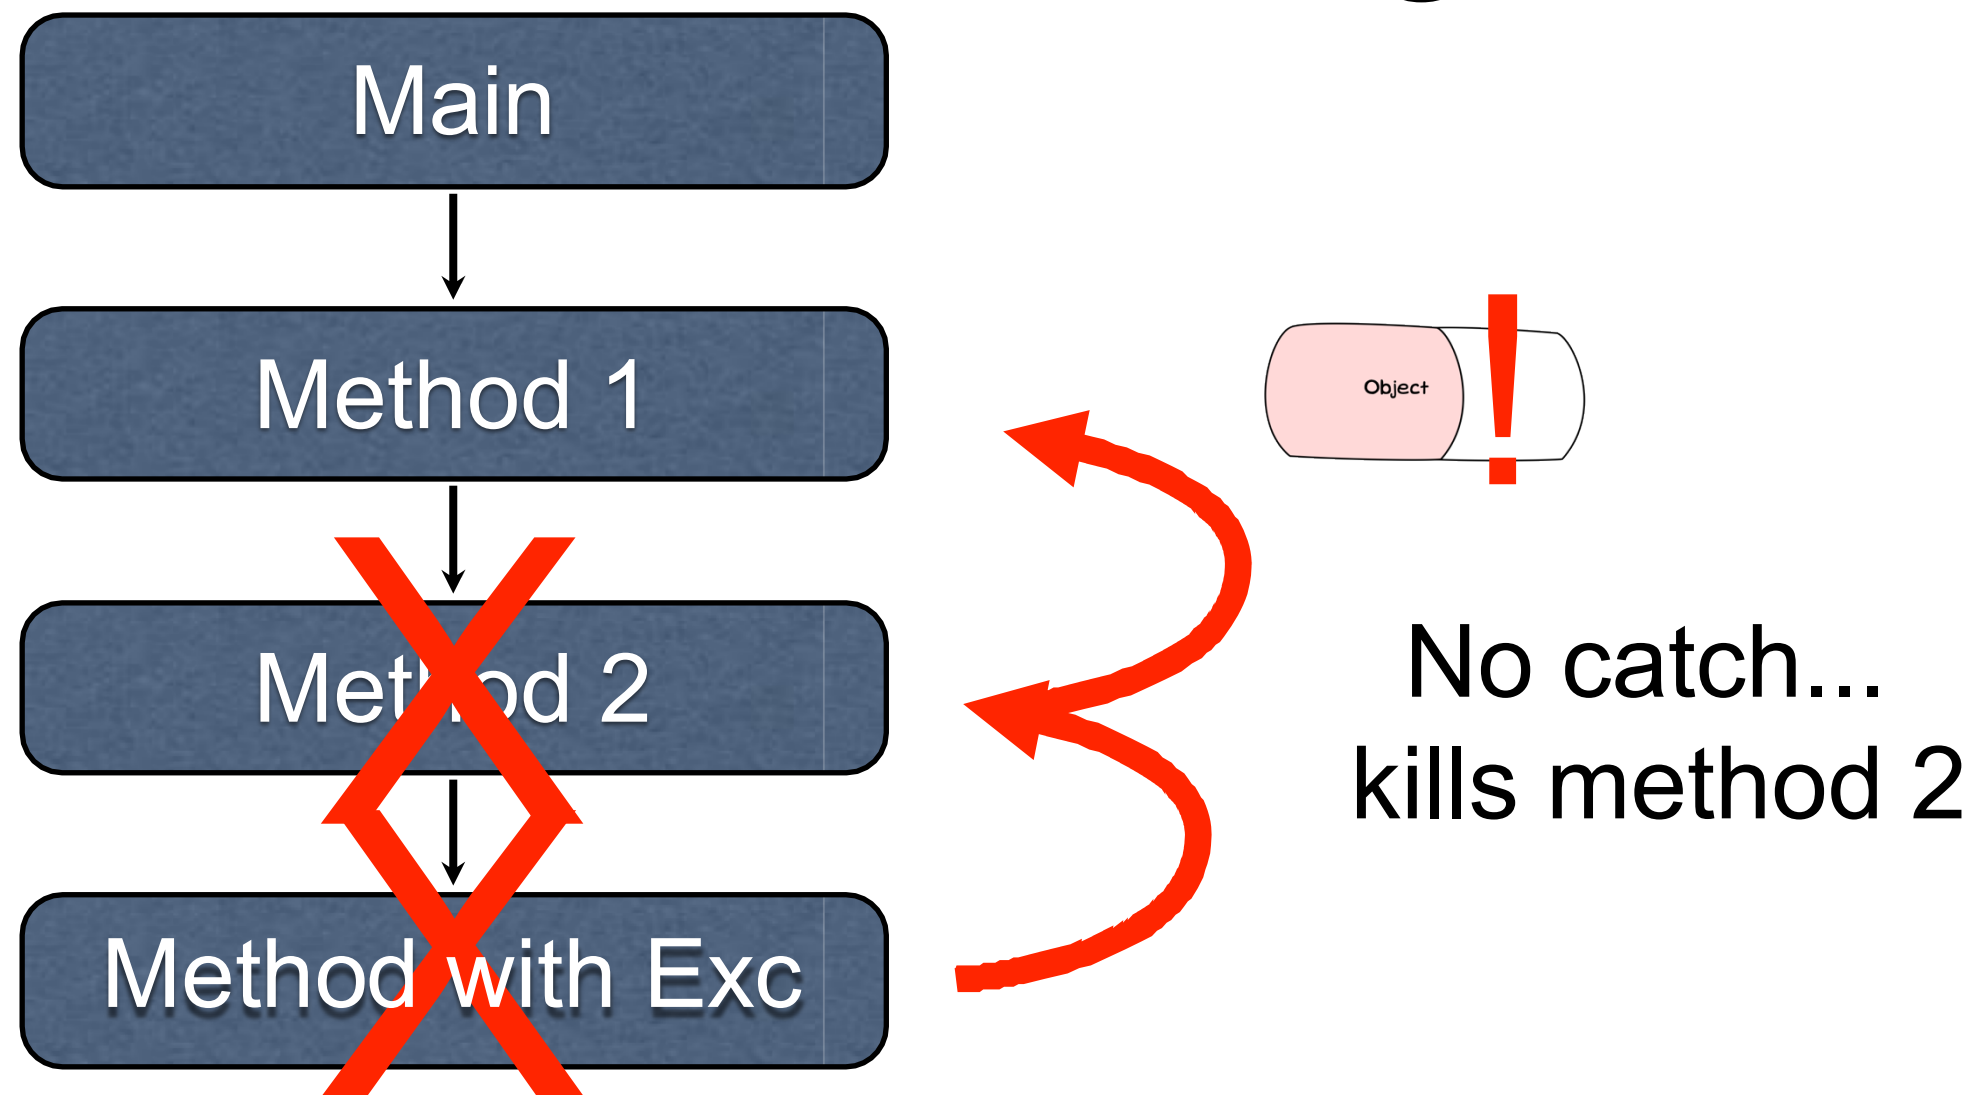 Main
Method 1
Object
!
No catch...
kills method 2
Method 2
Method with Exc